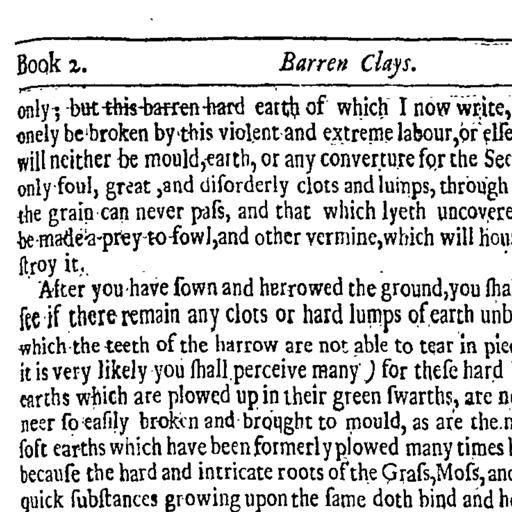 Book 2. Barren Clays.
only; but this barren hard earth of which I now write,
onely be broken by this violent and extreme labour, or elſe
will neither be mould, earth, or any converture for the Sec
only foul, great ,and diſorderly clots and lumps, through
the grain can never paſs, and that which lyeth uncovere
be made a prey to fowl,and other vermine,which will hou
ſtroy it.
After you have ſown and herrowed the ground,you ſha
ſee if there remain any clots or hard lumps of earth unb
which the teeth of the harrow are not able to tear in pie
it is very likely you ſhall perceive many ) for theſe hard
earths which are plowed up in their green ſwarths, are n
neer ſo eaſily broken and brought to mould, as are the m
ſoft earths which have been formerly plowed many times
becauſe the hard and intricate roots of the Graſs,Moſs,and
quick ſubſtances growing upon the ſame doth bind and ho